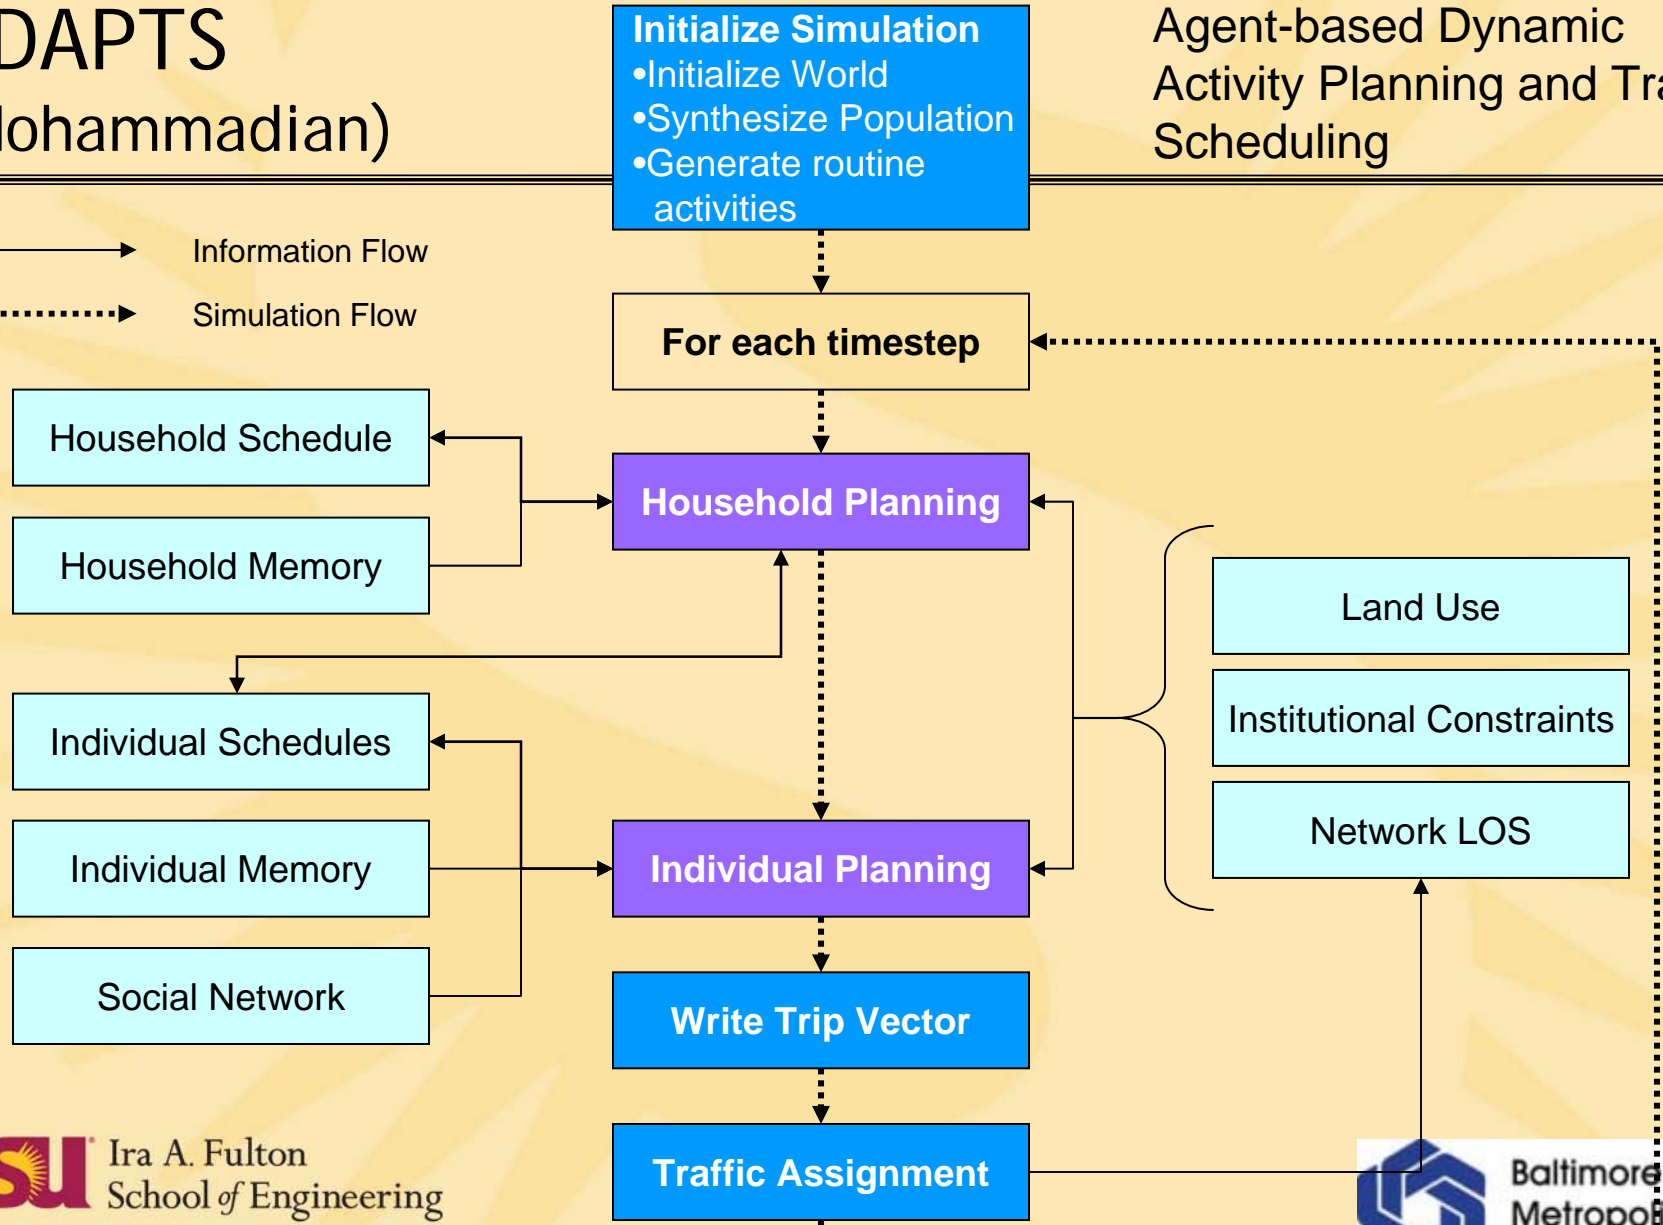 DAPTS
lohammadian)
Initialize Simulation
•Initialize World
•Synthesize Population
•Generate routine
activities
Agent-based Dynamic
Activity Planning and Tra
Scheduling
Information Flow
Simulation Flow
For each timestep
Household Schedule
Household Planning
Household Memory
Land Use
Individual Schedules
Institutional Constraints
Network LOS
Individual Memory
Individual Planning
Social Network
Write Trip Vector
Traffic Assignment
SU Ira A. Fulton
School of Engineering
Baltimore
Metropoli